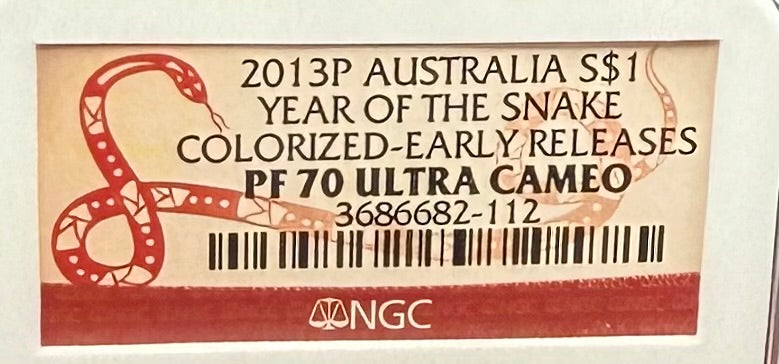 2013P AUSTRALIA S$1
YEAR OF THE SNAKE
COLORIZED-EARLY RELEASES
PF 70 ULTRA CAMEO
3686682-112
NGC